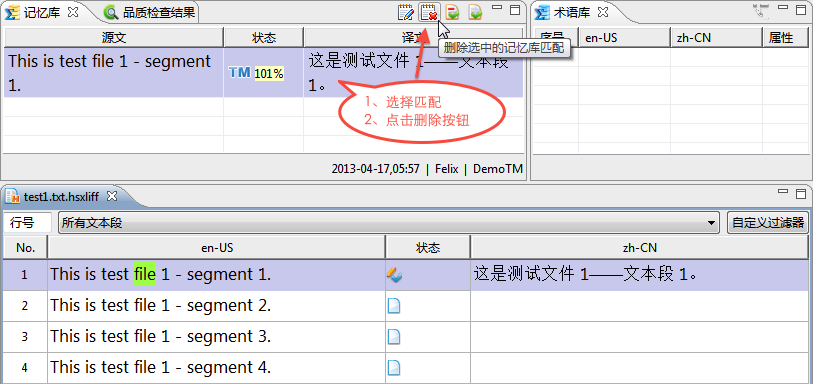 记忆库 品质检查结果 术语库
源文 状态 译文 序号 en-US zh-CN 属性
删除选中的记忆库匹配
This is test file 1 - segment
1. TM 101% 这是测试文件 1——文本段
1。
1、选择匹配
2、点击删除按钮
2013-04-17,05:57 | Felix | DemoTM
test1.txt.hsxliff
行号 所有文本段 自定义过滤器
No. en-US 状态 zh-CN
1 This is test file 1 - segment 1. 这是测试文件 1——文本段 1。
2 This is test file 1 - segment 2.
3 This is test file 1 - segment 3.
4 This is test file 1 - segment 4.